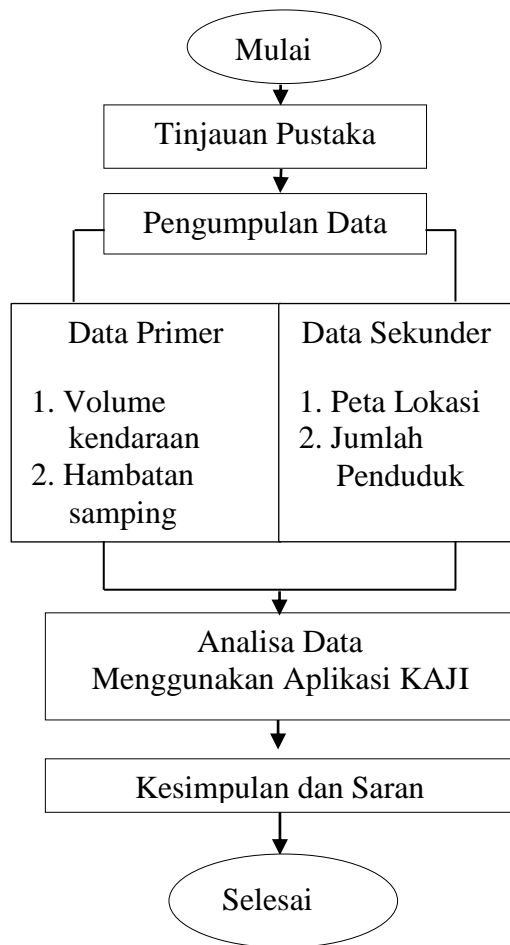 Mulai
Tinjauan Pustaka
Pengumpulan Data
Data Primer
1. Volume
kendaraan
2. Hambatan
samping
Data Sekunder
1. Peta Lokasi
2. Jumlah
Penduduk
Analisa Data
Menggunakan Aplikasi KAJI
Kesimpulan dan Saran
Selesai